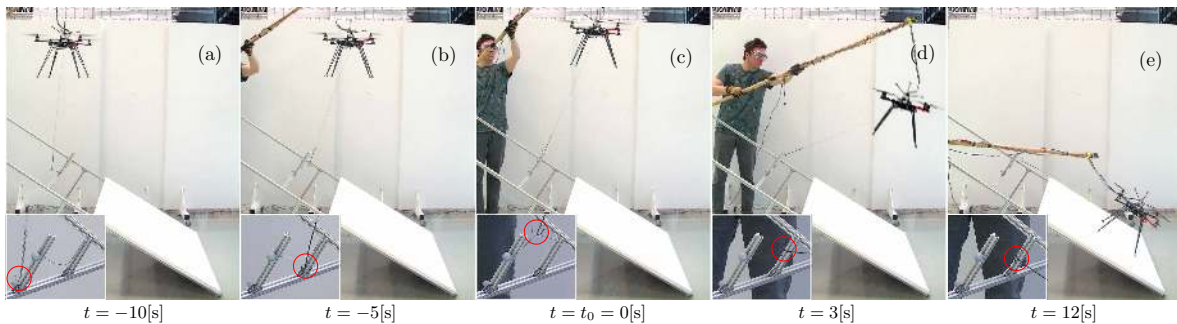 (a)
(b)
(c)
(d)
(e)
t = −10[s]
t = −5[s]
t = t₀ = 0[s]
t = 3[s]
t = 12[s]